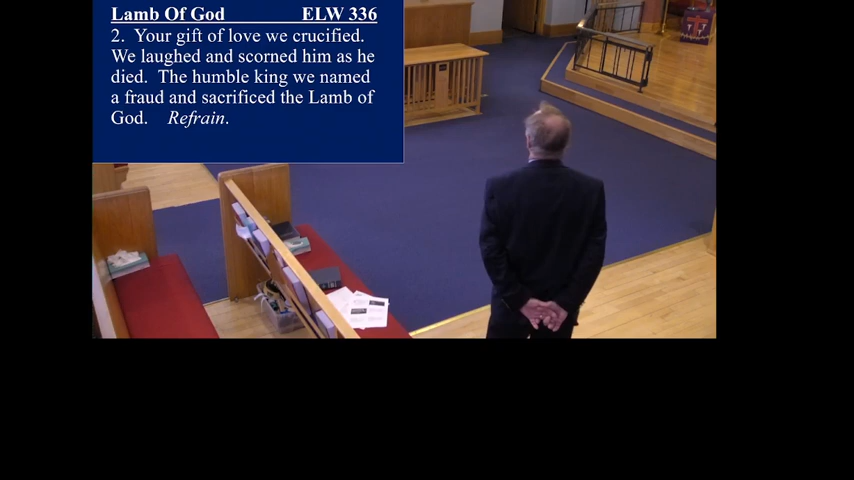 Lamb Of God ELW 336
2. Your gift of love we crucified.
We laughed and scorned him as he
died. The humble king we named
a fraud and sacrificed the Lamb of
God. Refrain.